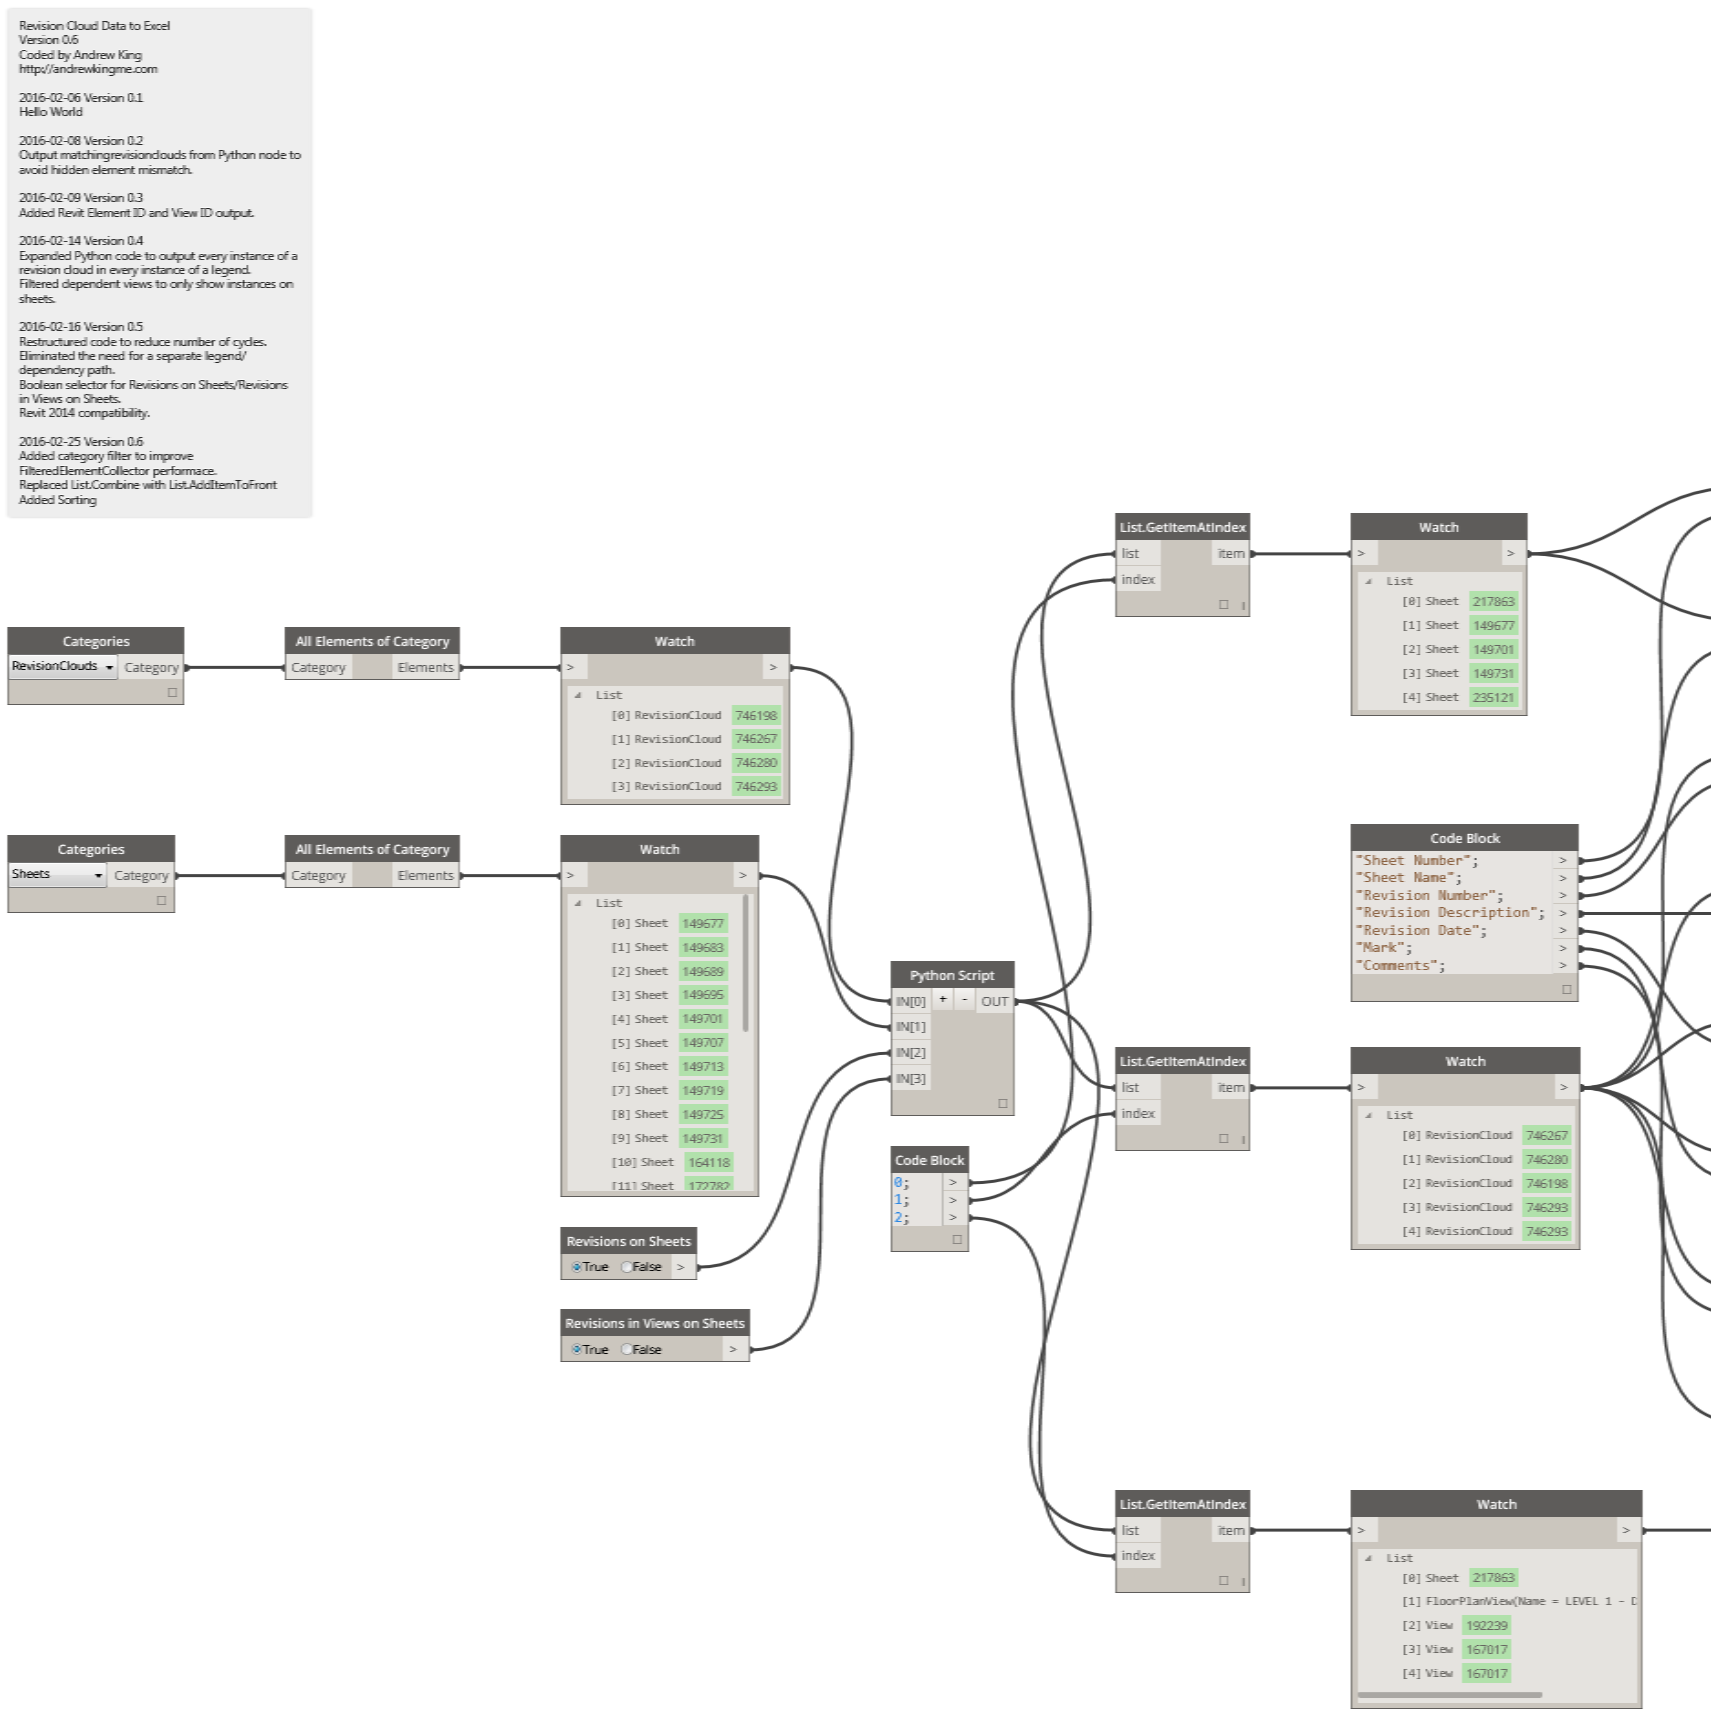 Revision Cloud Data to Excel
Version 0.6
Coded by Andrew King
http://andrewkingme.com
2016-02-06 Version 0.1
Hello World
2016-02-08 Version 0.2
Output matchingrevisionclouds from Python node to
avoid hidden element mismatch.
2016-02-09 Version 0.3
Added Revit Element ID and View ID output.
2016-02-14 Version 0.4
Expanded Python code to output every instance of a
revision cloud in every instance of a legend.
Filtered dependent views to only show instances on
sheets.
2016-02-16 Version 0.5
Restructured code to reduce number of cycles.
Eliminated the need for a separate legend/
dependency path.
Boolean selector for Revisions on Sheets/Revisions
in Views on Sheets.
Revit 2014 compatibility.
2016-02-25 Version 0.6
Added category filter to improve
FilteredElementCollector performace.
Replaced List.Combine with List.AddItemToFront
Added Sorting
Categories
RevisionClouds Category
All Elements of Category
Category Elements
Watch
> >
List
[0] RevisionCloud 746198
[1] RevisionCloud 746267
[2] RevisionCloud 746280
[3] RevisionCloud 746293
Categories
Sheets Category
All Elements of Category
Category Elements
Watch
> >
List
[0] Sheet 149677
[1] Sheet 149683
[2] Sheet 149689
[3] Sheet 149695
[4] Sheet 149701
[5] Sheet 149707
[6] Sheet 149713
[7] Sheet 149719
[8] Sheet 149725
[9] Sheet 149731
[10] Sheet 164118
[11] Sheet 172782
Revisions on Sheets
True False >
Revisions in Views on Sheets
True False >
Python Script
IN[0] + - OUT
IN[1]
IN[2]
IN[3]
Code Block
0; >
1; >
2; >
List.GetItemAtIndex
list item
index
Watch
> >
List
[0] Sheet 217863
[1] Sheet 149677
[2] Sheet 149701
[3] Sheet 149731
[4] Sheet 235121
Code Block
"Sheet Number"; >
"Sheet Name"; >
"Revision Number"; >
"Revision Description"; >
"Revision Date"; >
"Mark"; >
"Comments"; >
List.GetItemAtIndex
list item
index
Watch
> >
List
[0] RevisionCloud 746267
[1] RevisionCloud 746280
[2] RevisionCloud 746198
[3] RevisionCloud 746293
[4] RevisionCloud 746293
List.GetItemAtIndex
list item
index
Watch
> >
List
[0] Sheet 217863
[1] FloorPlanView(Name = LEVEL 1 - D
[2] View 192239
[3] View 167017
[4] View 167017